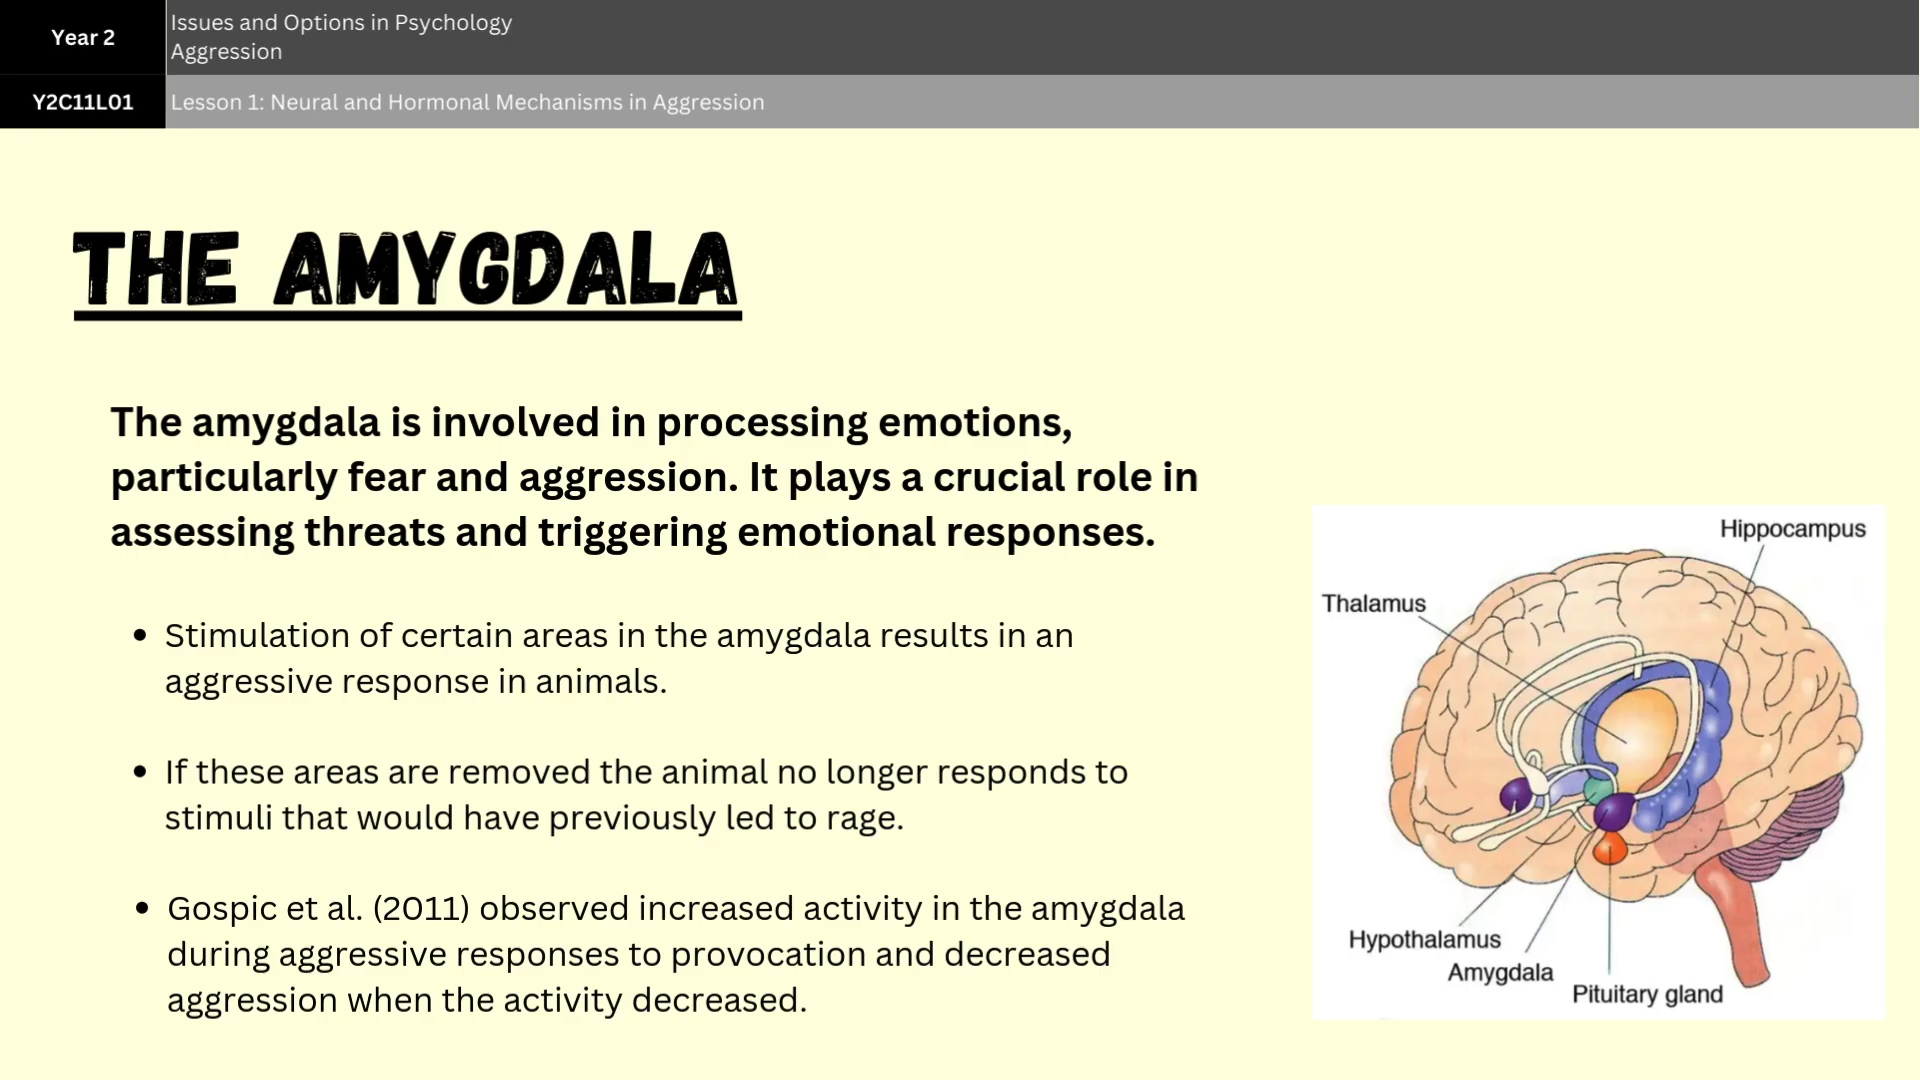 Year 2
Issues and Options in Psychology
Aggression
Y2C11L01
Lesson 1: Neural and Hormonal Mechanisms in Aggression
THE AMYGDALA
The amygdala is involved in processing emotions,
particularly fear and aggression. It plays a crucial role in
assessing threats and triggering emotional responses.
• Stimulation of certain areas in the amygdala results in an
aggressive response in animals.
• If these areas are removed the animal no longer responds to
stimuli that would have previously led to rage.
• Gospic et al. (2011) observed increased activity in the amygdala
during aggressive responses to provocation and decreased
aggression when the activity decreased.
Hippocampus
Thalamus
Hypothalamus
Amygdala
Pituitary gland